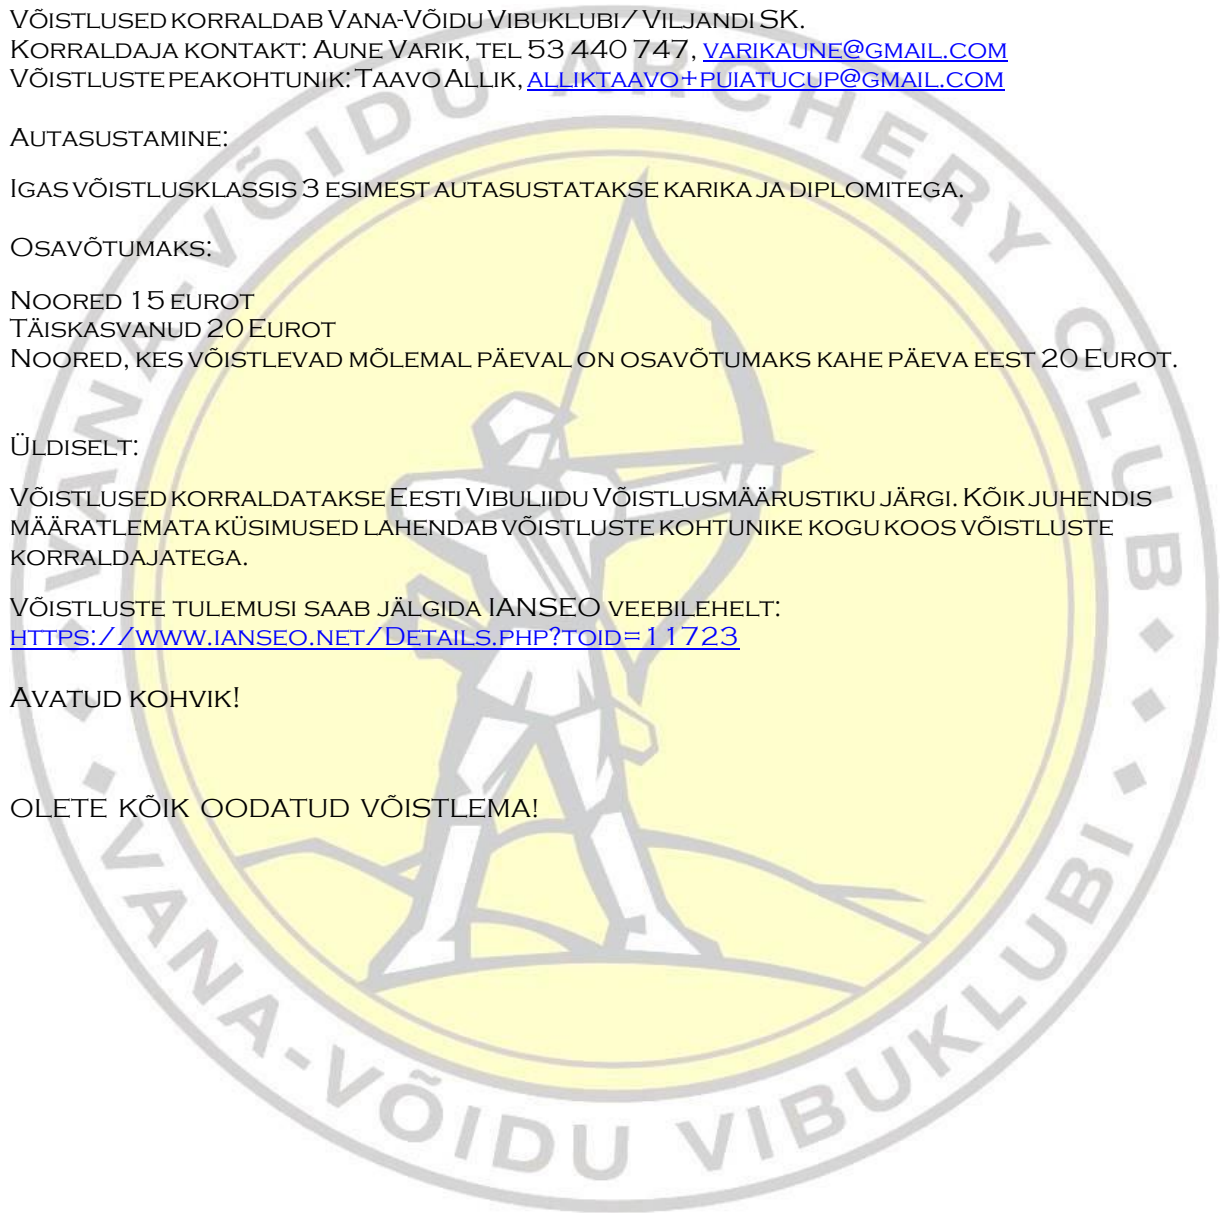 Võistlused korraldab Vana-Võidu Vibuklubi/ Viljandi SK.
Korraldaja kontakt: Aune Varik, tel 53 440 747, varikaune@gmail.com
Võistluste peakohtunik: Taavo Allik, alliktaavo+puiatucup@gmail.com
Autasustamine:
Igas võistlusklassis 3 esimest autasustatakse karika ja diplomitega.
Osavõtumaks:
Noored 15 eurot
Täiskasvanud 20 Eurot
Noored, kes võistlevad mõlemal päeval on osavõtumaks kahe päeva eest 20 Eurot.
Üldiselt:
Võistlused korraldatakse Eesti Vibuliidu Võistlusmäärustiku järgi. Kõik juhendis
määratlemata küsimused lahendab võistluste kohtunike kogu koos võistluste
korraldajatega.
Võistluste tulemusi saab jälgida IANSEO veebilehelt:
https://www.ianseo.net/Details.php?toid=11723
Avatud kohvik!
OLETE KÕIK OODATUD VÕISTLEMA!
VANA-VÕIDU ARCHERY CLUB
VANA-VÕIDU VIBUKLUBI